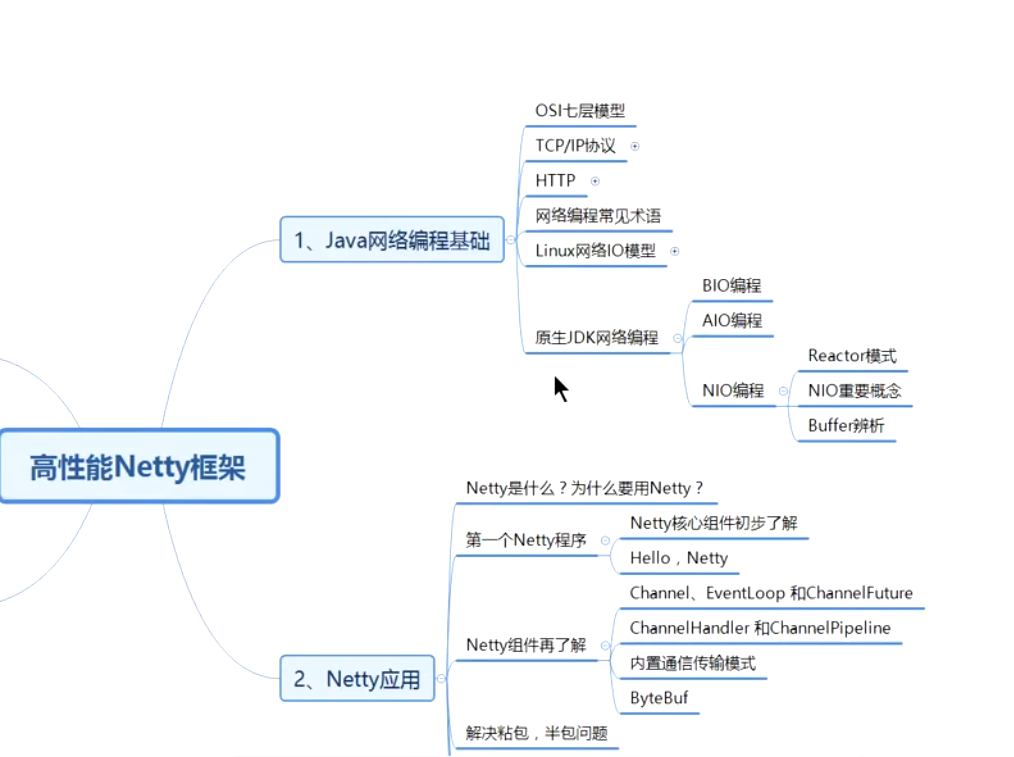 高性能Netty框架
1、Java网络编程基础
OSI七层模型
TCP/IP协议
HTTP
网络编程常见术语
Linux网络IO模型
原生JDK网络编程
BIO编程
AIO编程
NIO编程
Reactor模式
NIO重要概念
Buffer辨析
2、Netty应用
Netty是什么？为什么要用Netty？
第一个Netty程序
Netty核心组件初步了解
Hello，Netty
Netty组件再了解
Channel、EventLoop 和ChannelFuture
ChannelHandler 和ChannelPipeline
内置通信传输模式
ByteBuf
解决粘包，半包问题